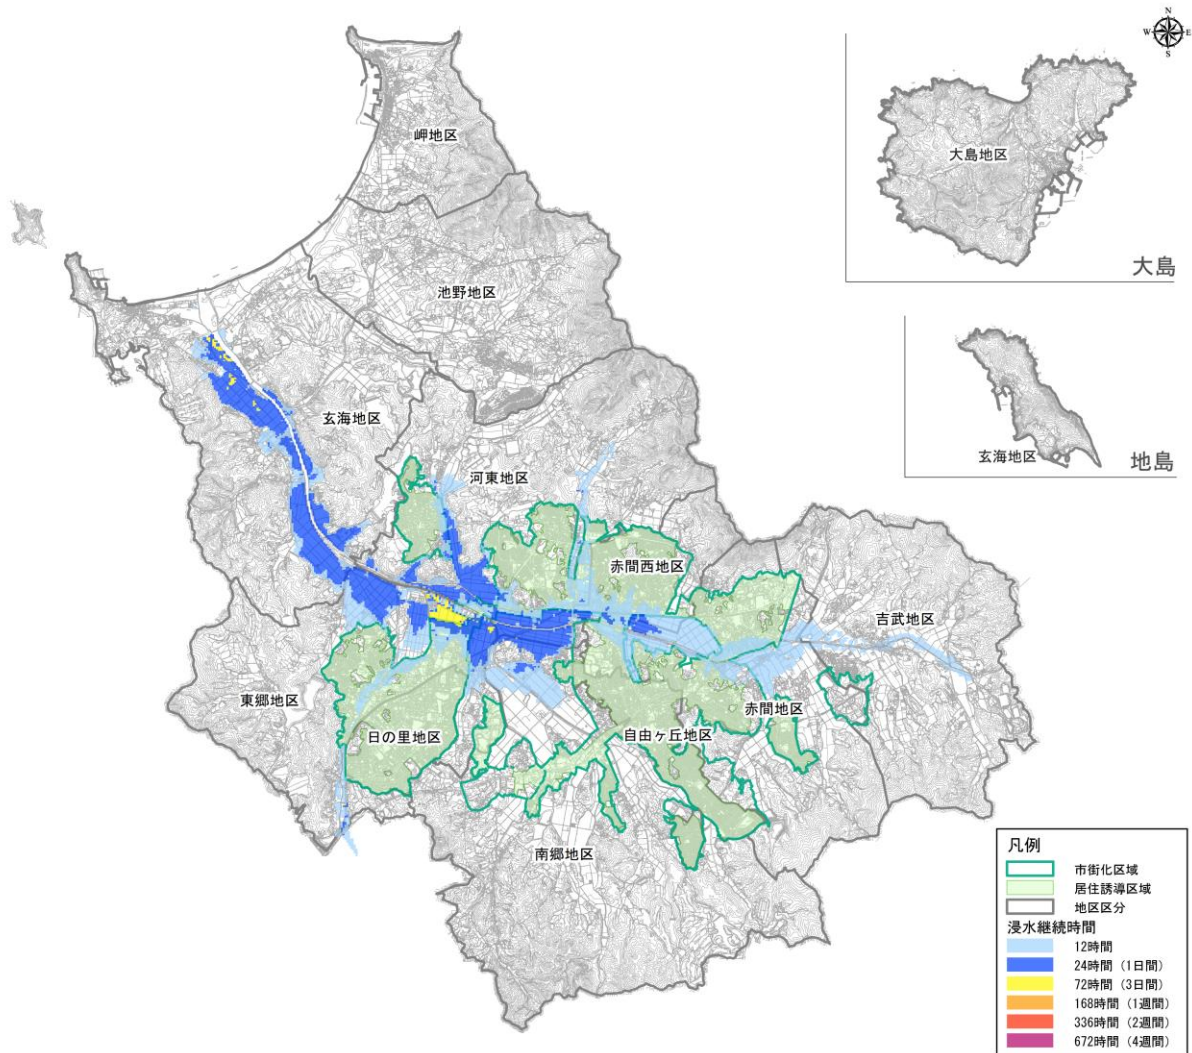 N
W E
S
岬地区
大島地区
大島
池野地区
玄海地区
玄海地区
地島
河東地区
赤間西地区
吉武地区
東郷地区
日の里地区
自由ヶ丘地区
赤間地区
南郷地区
凡例
市街化区域
居住誘導区域
地区区分
浸水継続時間
12時間
24時間（1日間）
72時間（3日間）
168時間（1週間）
336時間（2週間）
672時間（4週間）